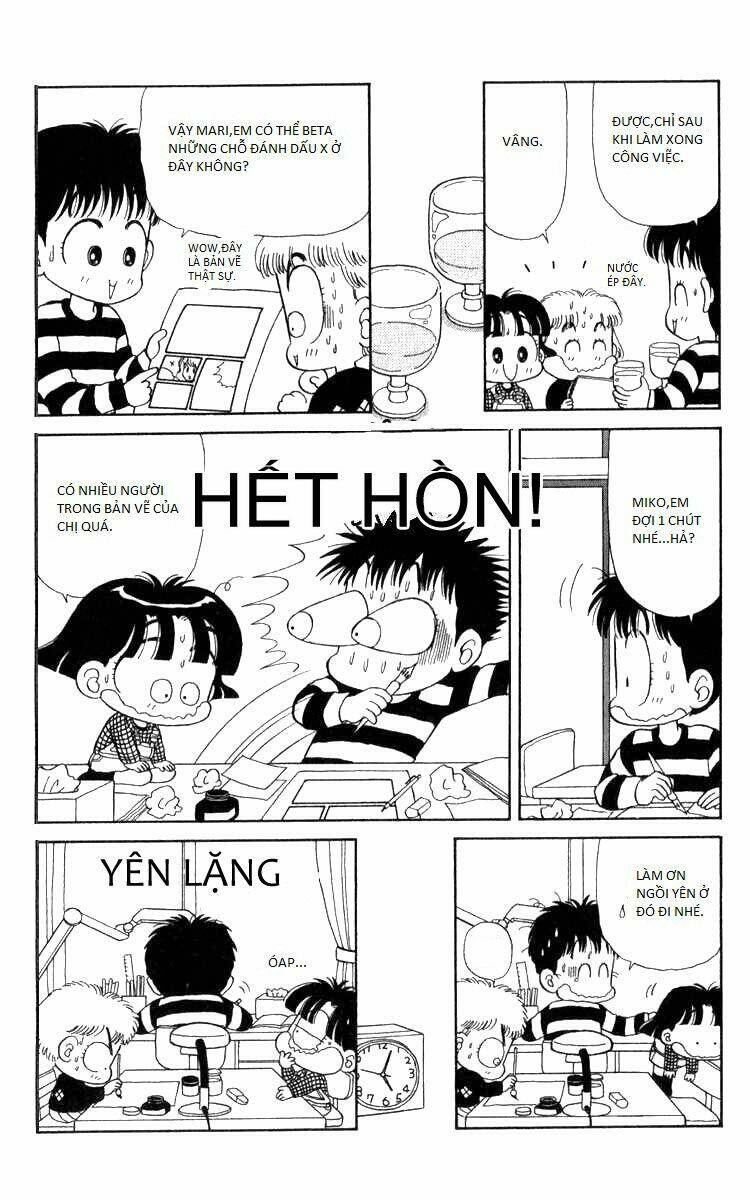 ĐƯỢC,CHỈ SAU
KHI LÀM XONG
CÔNG VIỆC.
VÂNG.
NƯỚC
ÉP ĐÂY.
VẬY MARI,EM CÓ THỂ BETA
NHỮNG CHỖ ĐÁNH DẤU X Ở
ĐÂY KHÔNG?
WOW,ĐÂY
LÀ BẢN VẼ
THẬT SỰ.
MIKO,EM
ĐỢI 1 CHÚT
NHÉ...HẢ?
HẾT HỒN!
CÓ NHIỀU NGƯỜI
TRONG BẢN VẼ CỦA
CHỊ QUÁ.
LÀM ƠN
NGỒI YÊN Ở
ĐÓ ĐI NHÉ.
YÊN LẶNG
ÓAP...